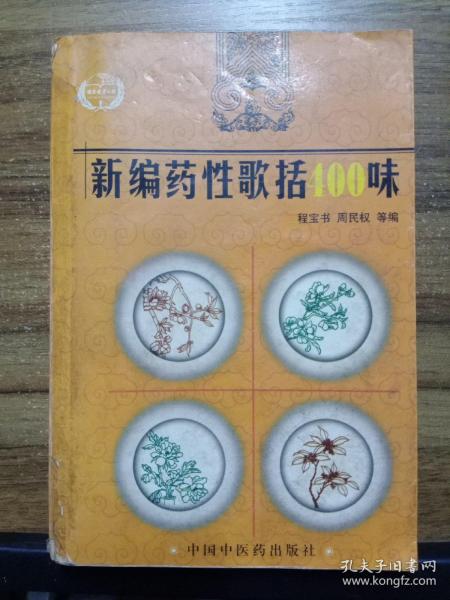 新编药性歌括400味
程宝书 周民权 等编
·中国中医药出版社·
孔夫子旧书网
www.kongfz.com